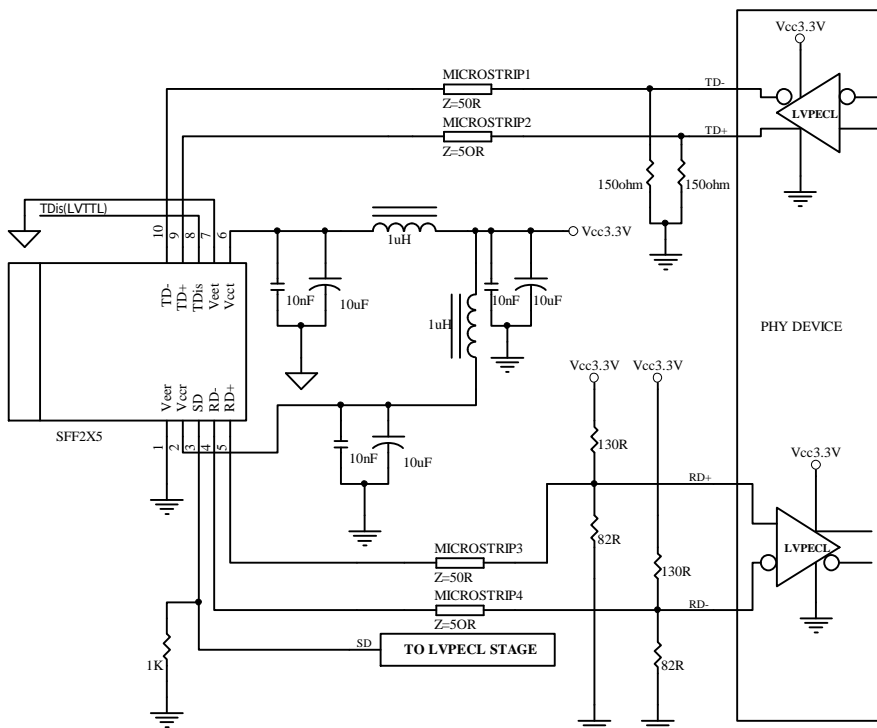 Vcc3.3V
MICROSTRIP1
TD-
Z=50R
LVPECL
MICROSTRIP2
TD+
Z=5OR
150ohm
150ohm
TDis(LVTTL)
10
9
8
7
6
1uH
Vcc3.3V
TD-
TD+
TDis
Veet
Vcct
10nF
10uF
10nF
10uF
1uH
PHY DEVICE
Veer
Vccr
SD
RD-
RD+
SFF2X5
1
2
3
4
5
10nF
10uF
Vcc3.3V
Vcc3.3V
130R
Vcc3.3V
RD+
82R
MICROSTRIP3
Z=50R
LVPECL
130R
MICROSTRIP4
RD-
Z=5OR
SD
TO LVPECL STAGE
1K
82R